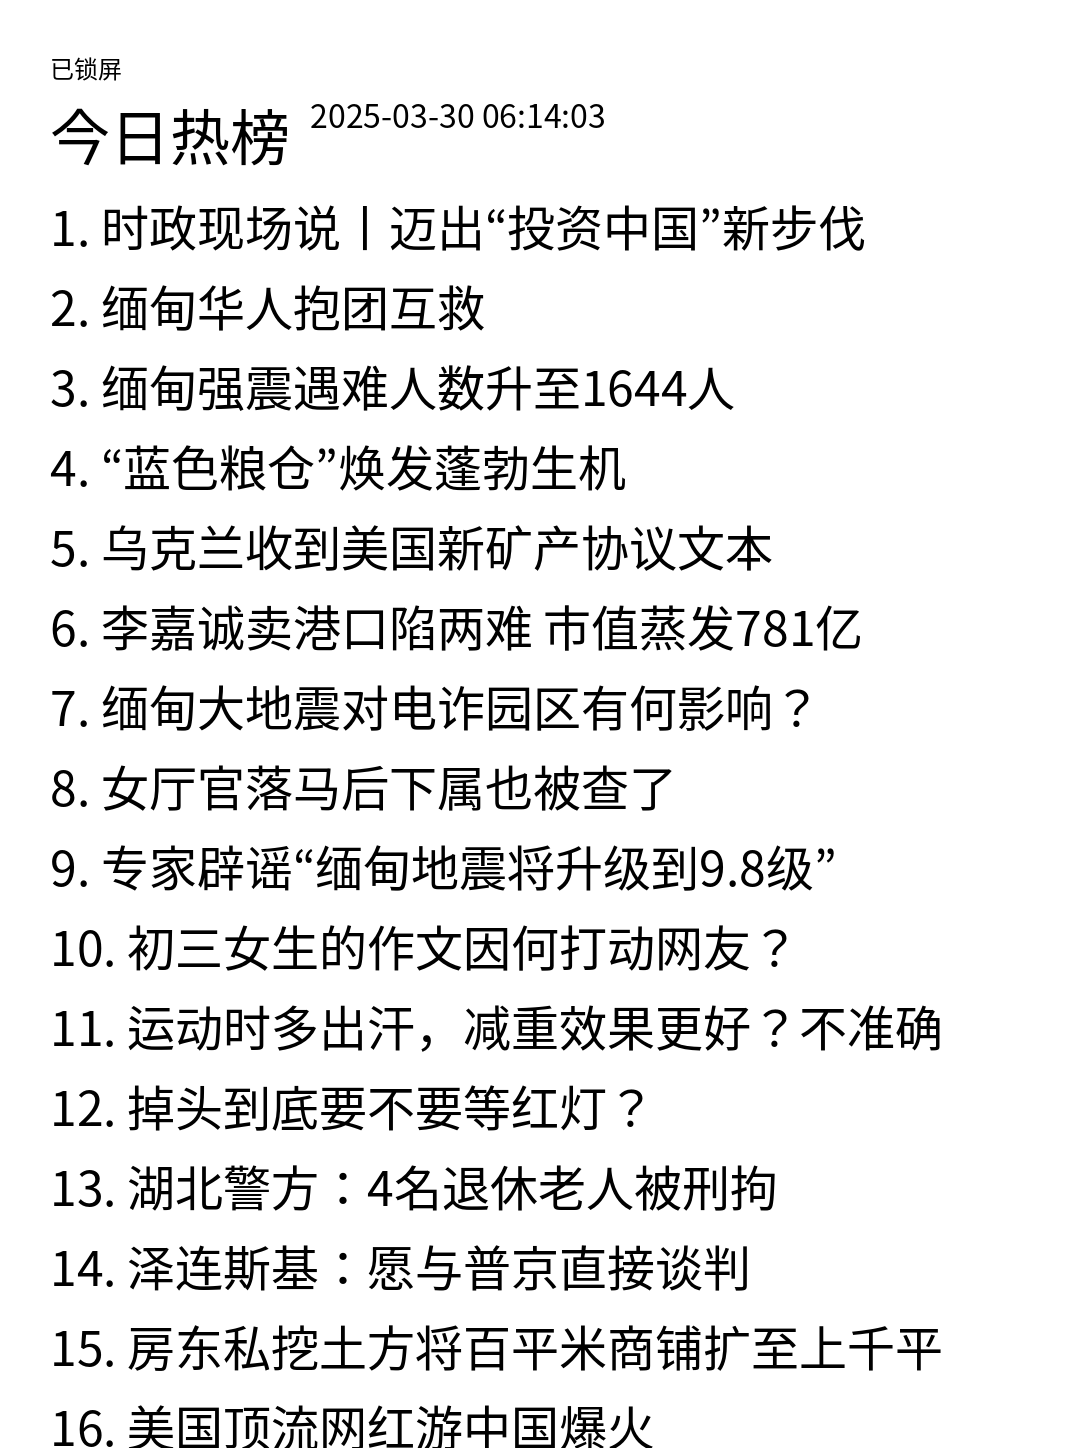 已锁屏
今日热榜 2025-03-30 06:14:03
1. 时政现场说丨迈出“投资中国”新步伐
2. 缅甸华人抱团互救
3. 缅甸强震遇难人数升至1644人
4. “蓝色粮仓”焕发蓬勃生机
5. 乌克兰收到美国新矿产协议文本
6. 李嘉诚卖港口陷两难 市值蒸发781亿
7. 缅甸大地震对电诈园区有何影响？
8. 女厅官落马后下属也被查了
9. 专家辟谣“缅甸地震将升级到9.8级”
10. 初三女生的作文因何打动网友？
11. 运动时多出汗，减重效果更好？不准确
12. 掉头到底要不要等红灯？
13. 湖北警方：4名退休老人被刑拘
14. 泽连斯基：愿与普京直接谈判
15. 房东私挖土方将百平米商铺扩至上千平
16. 美国顶流网红游中国爆火